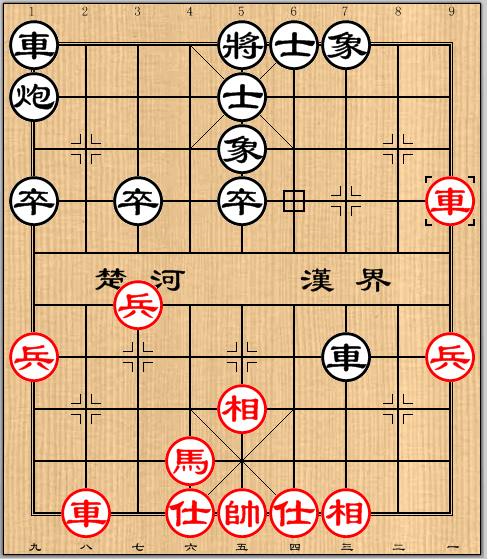 1 2 3 4 5 6 7 8 9
車 將 士 象
炮 士
象
卒 卒 卒 車
楚 河 漢 界
兵
兵 車 兵
相
馬
車 仕 帥 仕 相
九 八 七 六 五 四 三 二 一